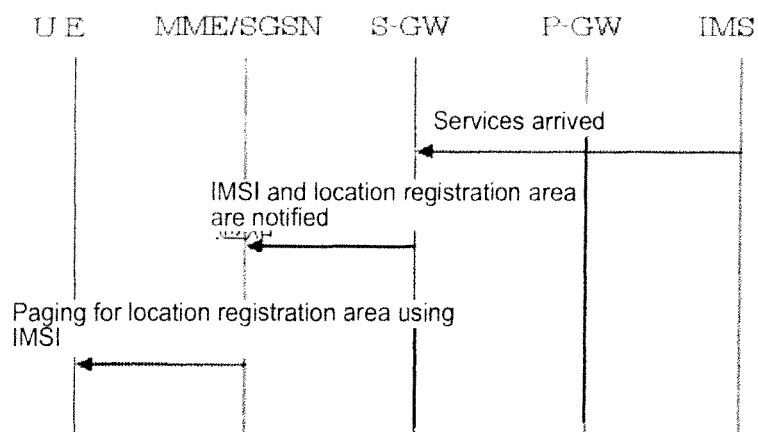 U E MME/SGSN S-GW P-GW IMS
Services arrived
IMSI and location registration area
are notified
Paging for location registration area using
IMSI